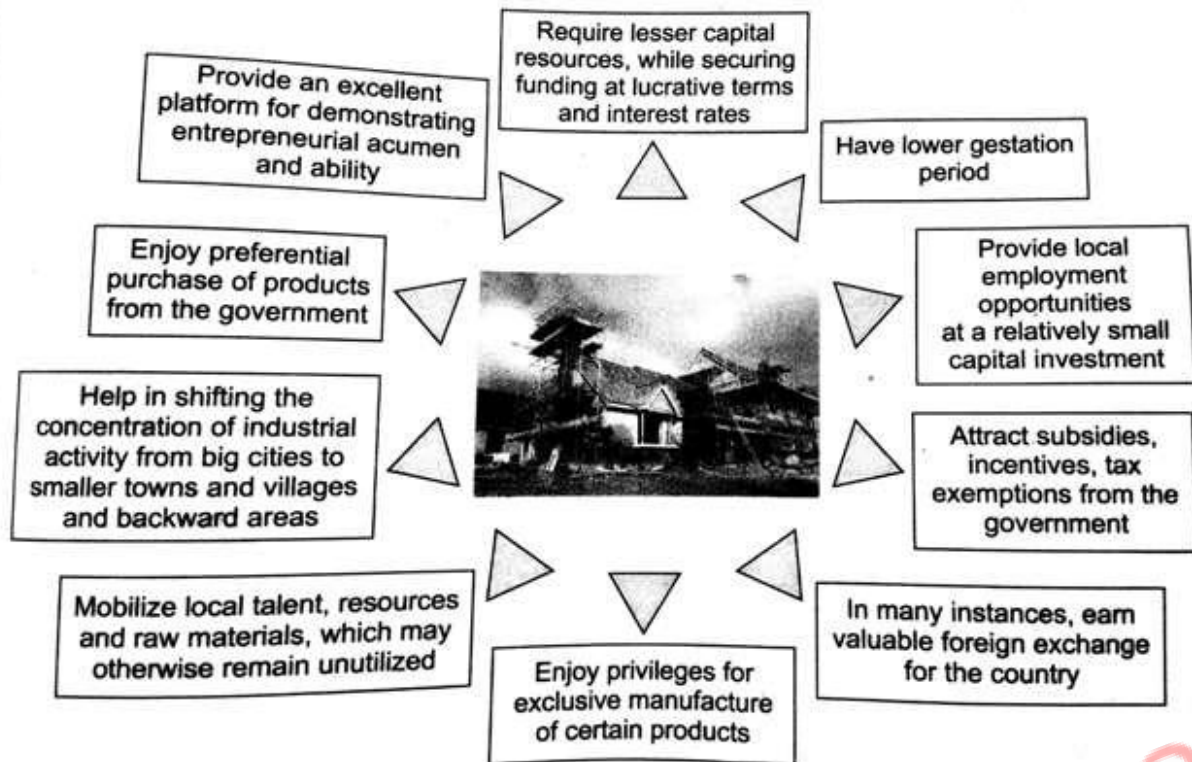 Require lesser capital
resources, while securing
funding at lucrative terms
and interest rates
Provide an excellent
platform for demonstrating
entrepreneurial acumen
and ability
Have lower gestation
period
Enjoy preferential
purchase of products
from the government
Provide local
employment
opportunities
at a relatively small
capital investment
Help in shifting the
concentration of industrial
activity from big cities to
smaller towns and villages
and backward areas
Attract subsidies,
incentives, tax
exemptions from the
government
Mobilize local talent, resources
and raw materials, which may
otherwise remain unutilized
In many instances, earn
valuable foreign exchange
for the country
Enjoy privileges for
exclusive manufacture
of certain products